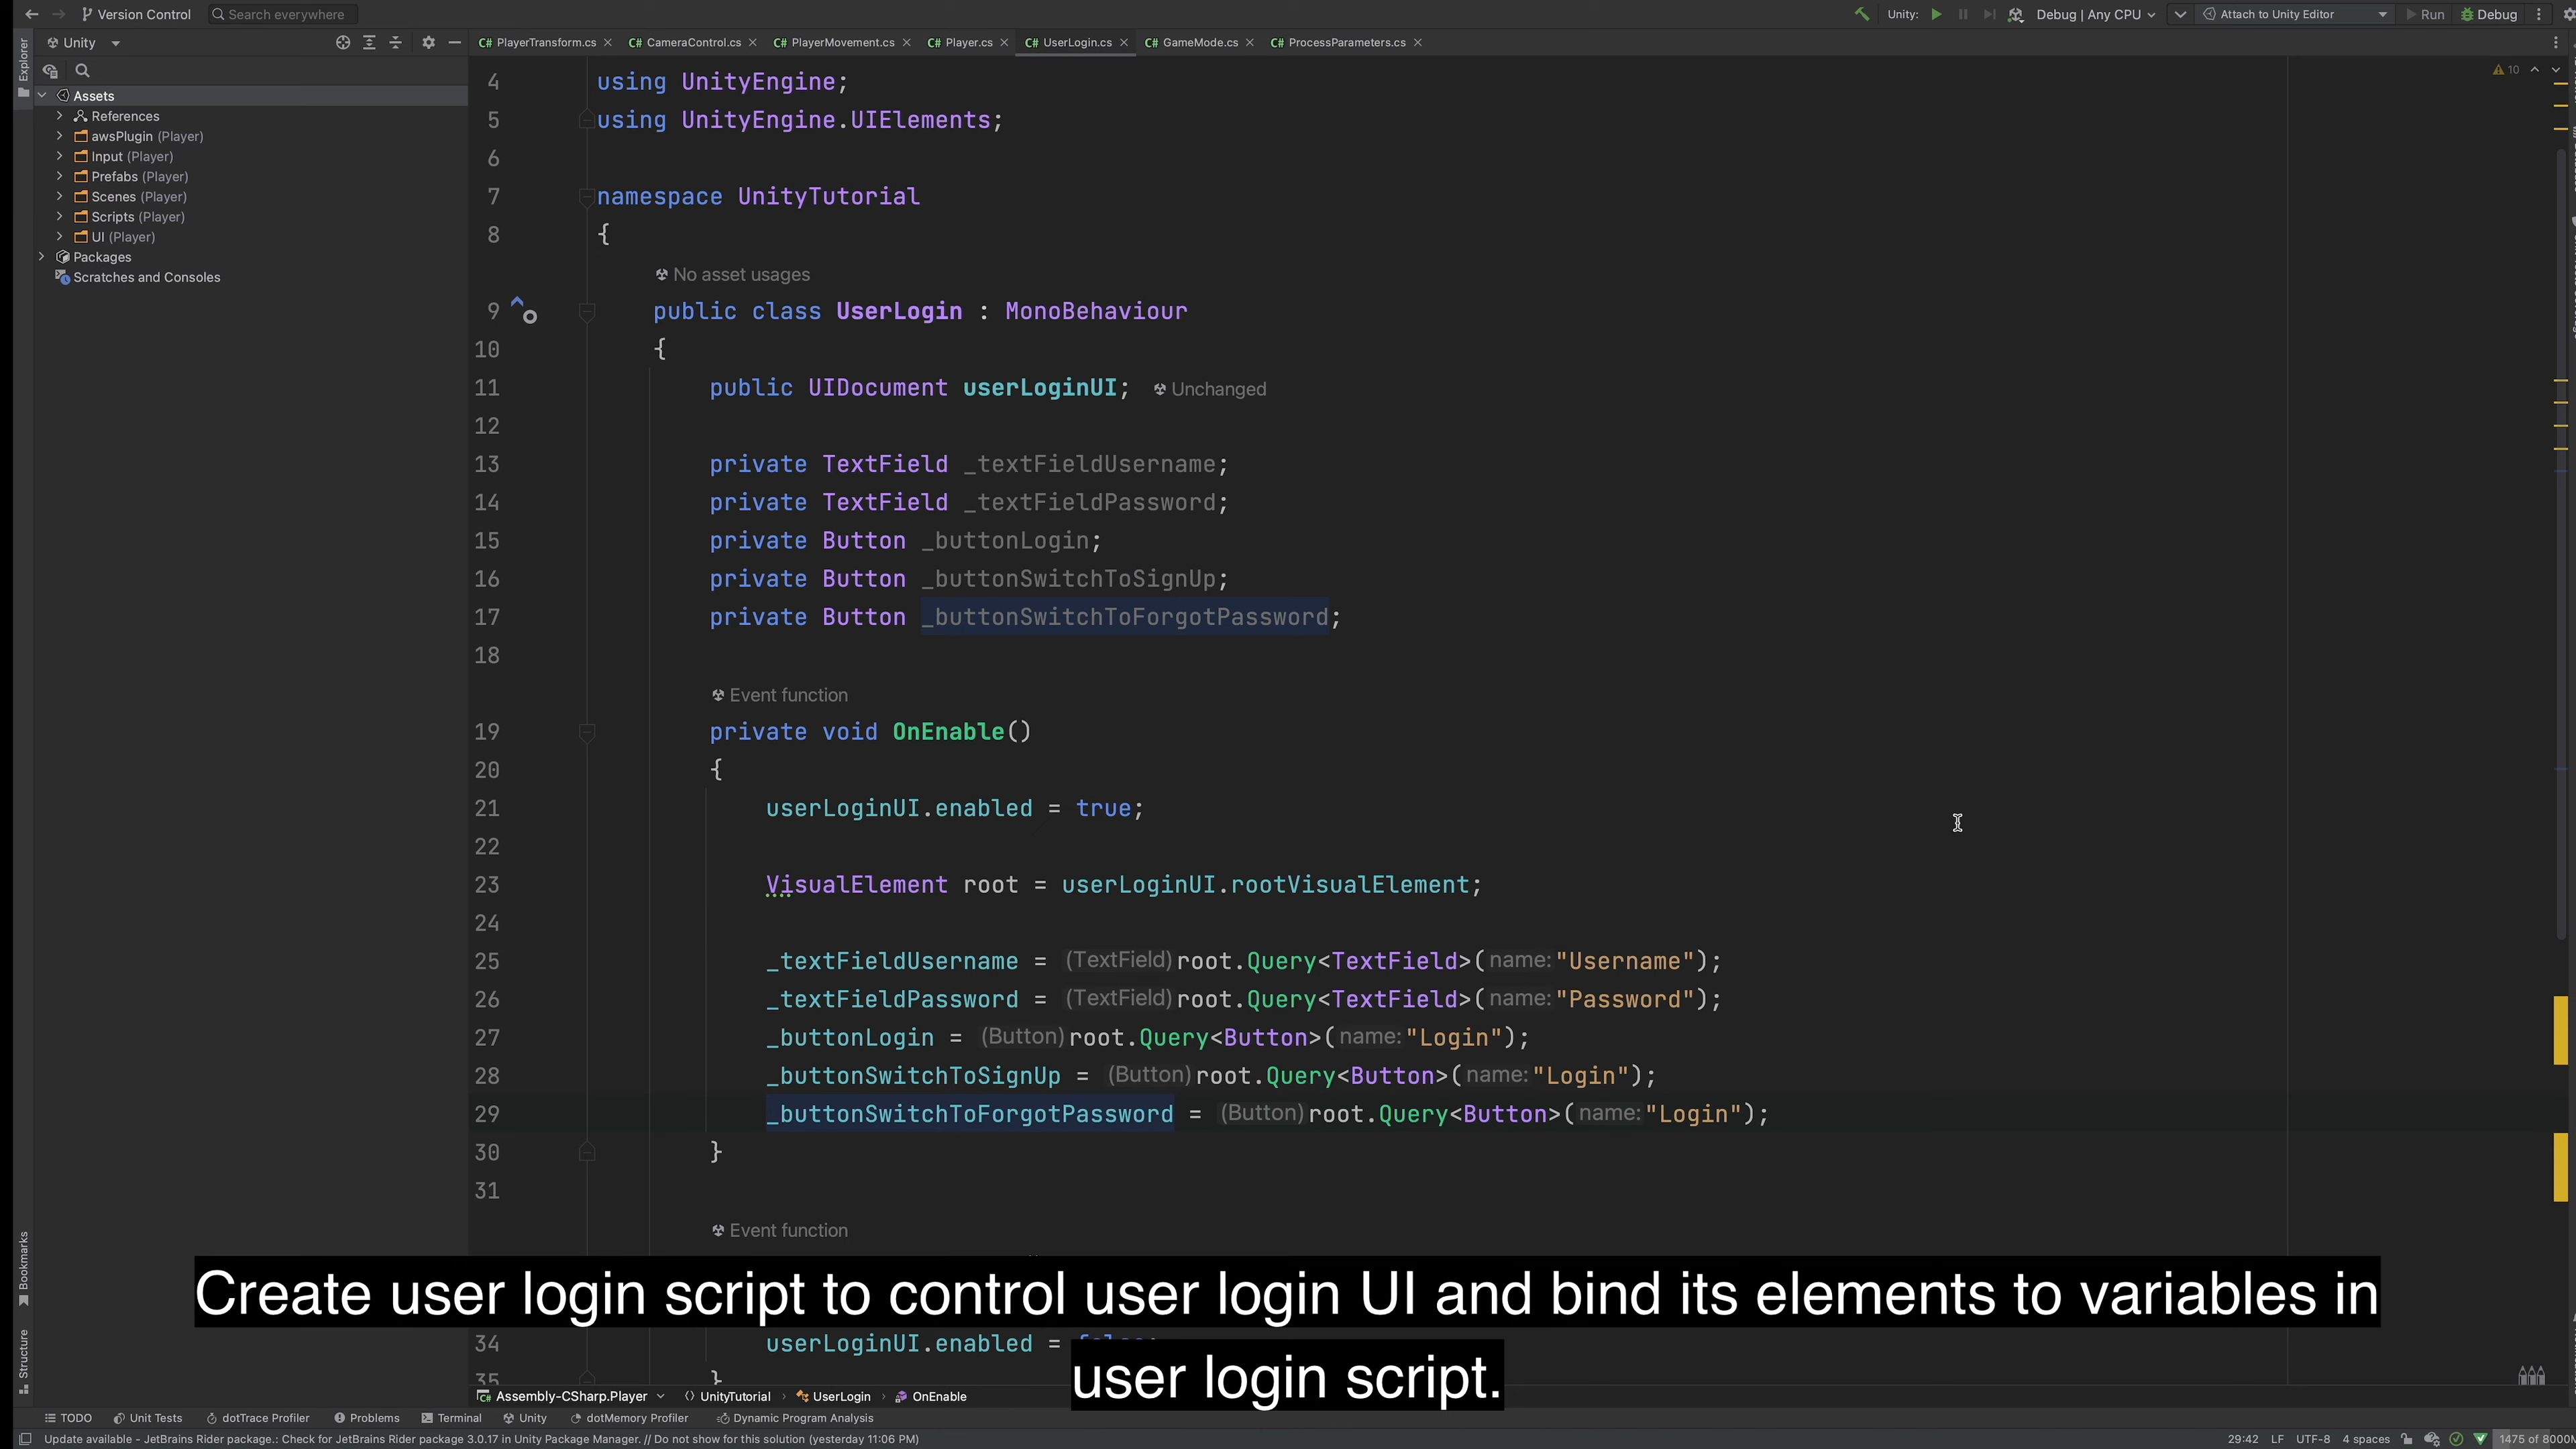 Version Control Search everywhere Unity: Debug | Any CPU Attach to Unity Editor Run Debug
Unity PlayerTransform.cs CameraControl.cs PlayerMovement.cs Player.cs UserLogin.cs GameMode.cs ProcessParameters.cs
Explorer
Assets
References
awsPlugin (Player)
Input (Player)
Prefabs (Player)
Scenes (Player)
Scripts (Player)
UI (Player)
Packages
Scratches and Consoles
10
4 using UnityEngine;
5 using UnityEngine.UIElements;
6
7 namespace UnityTutorial
8 {
No asset usages
9 public class UserLogin : MonoBehaviour
10 {
11 public UIDocument userLoginUI; Unchanged
12
13 private TextField _textFieldUsername;
14 private TextField _textFieldPassword;
15 private Button _buttonLogin;
16 private Button _buttonSwitchToSignUp;
17 private Button _buttonSwitchToForgotPassword;
18
Event function
19 private void OnEnable()
20 {
21 userLoginUI.enabled = true;
22
23 VisualElement root = userLoginUI.rootVisualElement;
24
25 _textFieldUsername = (TextField)root.Query<TextField>(name:"Username");
26 _textFieldPassword = (TextField)root.Query<TextField>(name:"Password");
27 _buttonLogin = (Button)root.Query<Button>(name:"Login");
28 _buttonSwitchToSignUp = (Button)root.Query<Button>(name:"Login");
29 _buttonSwitchToForgotPassword = (Button)root.Query<Button>(name:"Login");
30 }
31
Event function
Create user login script to control user login UI and bind its elements to variables in
34 userLoginUI.enabled =
user login script.
35 }
Bookmarks
Structure
Assembly-CSharp.Player UnityTutorial UserLogin OnEnable
TODO Unit Tests dotTrace Profiler Problems Terminal Unity dotMemory Profiler Dynamic Program Analysis
Update available - JetBrains Rider package.: Check for JetBrains Rider package 3.0.17 in Unity Package Manager. // Do not show for this solution (yesterday 11:06 PM) 29:42 LF UTF-8 4 spaces 1475 of 8000M